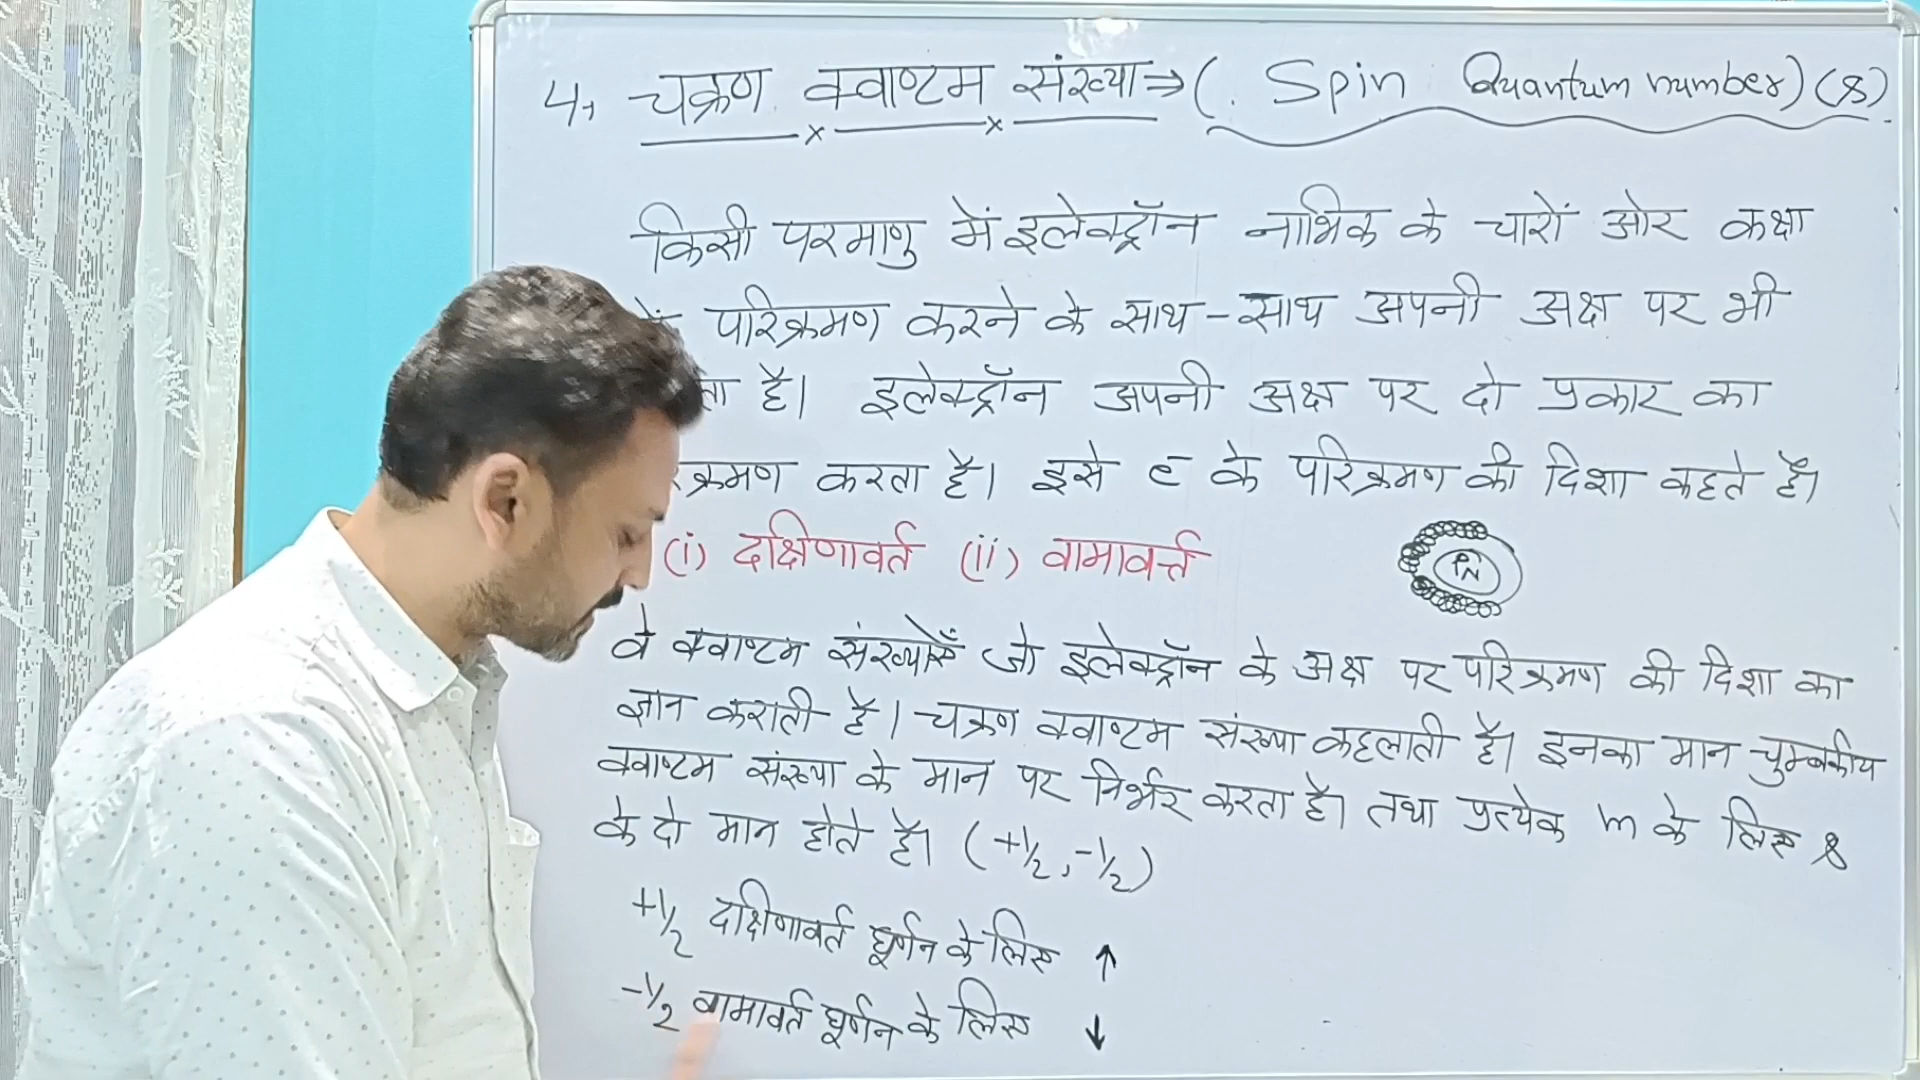 4, चक्रण क्वाण्टम संख्या → (. Spin Quantum number) (s)
किसी परमाणु में इलेक्ट्रॉन नाभिक के चारों ओर कक्षा
में परिक्रमण करने के साथ-साथ अपनी अक्ष पर भी
ता है। इलेक्ट्रॉन अपनी अक्ष पर दो प्रकार का
क्रमण करता है। इसे e̅ के परिक्रमण की दिशा कहते हैं।
(i) दक्षिणावर्त (ii) वामावर्त्त
P N
वे क्वाण्टम संख्याएँ जो इलेक्ट्रॉन के अक्ष पर परिक्रमण की दिशा का
ज्ञान कराती हैं। चक्रण क्वाण्टम संख्या कहलाती हैं। इनका मान चुम्बकीय
क्वाण्टम संख्या के मान पर निर्भर करता है। तथा प्रत्येक m के लिए s
के दो मान होते हैं। (+1/2, -1/2)
+1/2 दक्षिणावर्त घूर्णन के लिए ↑
-1/2 वामावर्त घूर्णन के लिए ↓